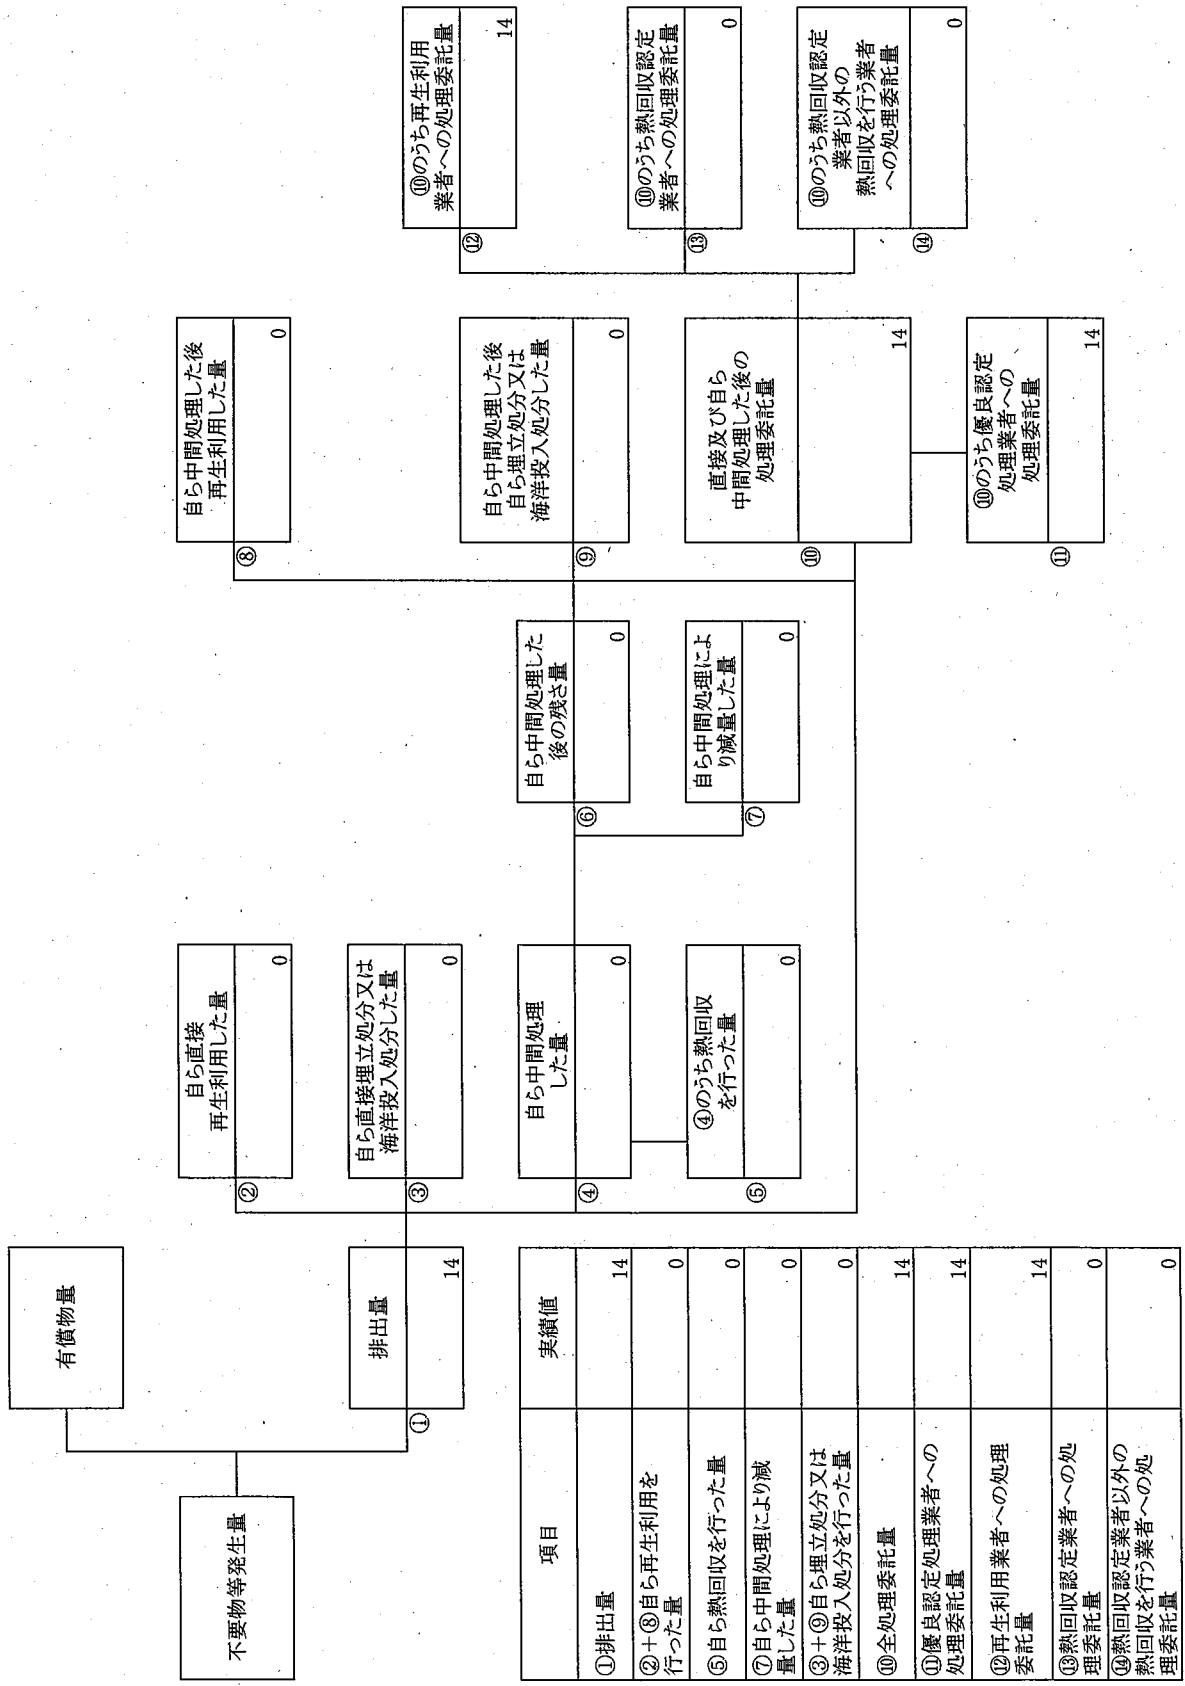 不要物等発生量
有償物量
①
排出量
14
②
自ら直接
再生利用した量
0
③
自ら直接埋立処分又は
海洋投入処分した量
0
④
自ら中間処理
した量
0
⑤
④のうち熱回収
を行った量
0
⑥
自ら中間処理した
後の残さ量
0
⑦
自ら中間処理によ
り減量した量
0
⑧
自ら中間処理した後
再生利用した量
0
⑨
自ら中間処理した後
自ら埋立処分又は
海洋投入処分した量
0
⑩
直接及び自ら
中間処理した後の
処理委託量
14
⑪
⑩のうち優良認定
処理業者への
処理委託量
14
⑫
⑩のうち再生利用
業者への処理委託量
14
⑬
⑩のうち熱回収認定
業者への処理委託量
0
⑭
⑩のうち熱回収認定
業者以外の
熱回収を行う業者
への処理委託量
0
項目 実績値
①排出量 14
②+⑧自ら再生利用を
行った量 0
⑤自ら熱回収を行った量 0
⑦自ら中間処理により減
量した量 0
③+⑨自ら埋立処分又は
海洋投入処分を行った量 0
⑩全処理委託量 14
⑪優良認定処理業者への
処理委託量 14
⑫再生利用業者への処理
委託量 14
⑬熱回収認定業者への処
理委託量 0
⑭熱回収認定業者以外の
熱回収を行う業者への処
理委託量 0